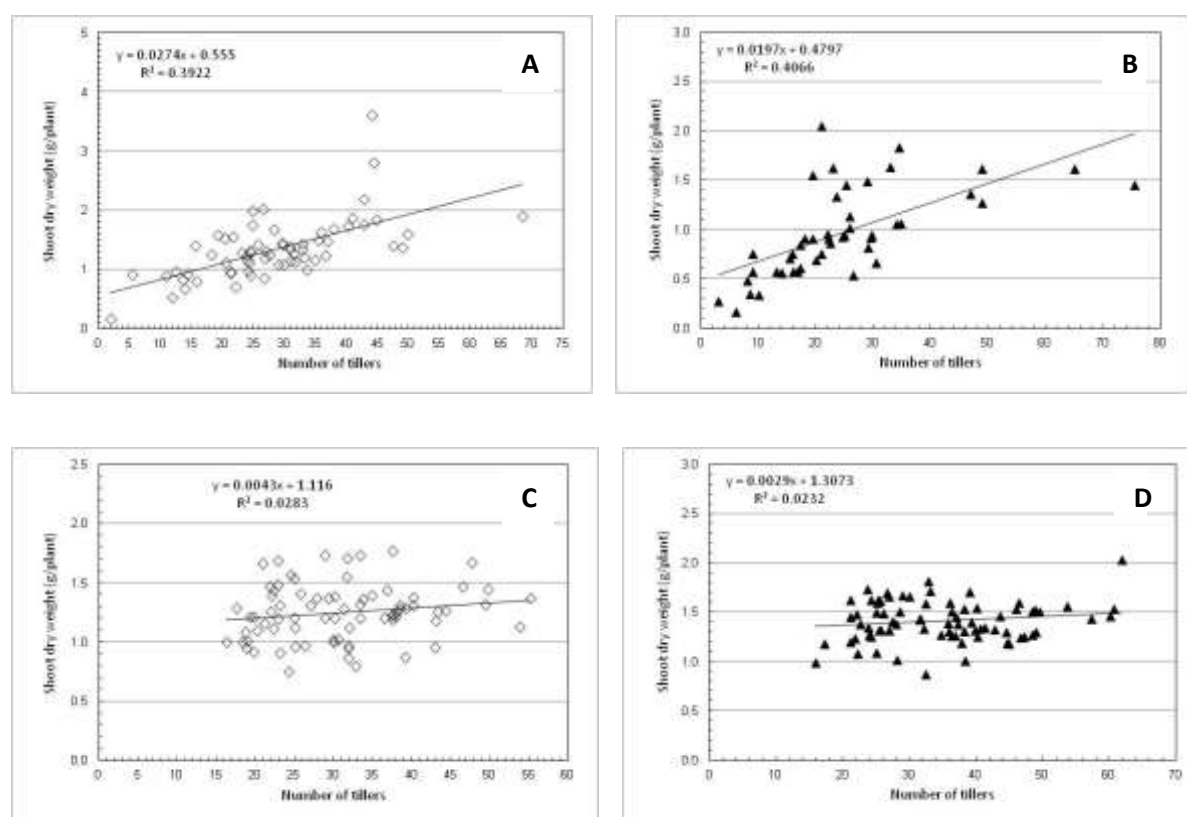 y = 0.0274x + 0.555
R² = 0.3922
A
5
4
3
2
1
0
Shoot dry weight (g/plant)
0 5 10 15 20 25 30 35 40 45 50 55 60 65 70 75
Number of tillers
y = 0.0197x + 0.4797
R² = 0.4066
B
3.0
2.5
2.0
1.5
1.0
0.5
0.0
Shoot dry weight (g/plant)
0 10 20 30 40 50 60 70 80
Number of tillers
y = 0.0043x + 1.116
R² = 0.0283
C
2.5
2.0
1.5
1.0
0.5
0.0
Shoot dry weight (g/plant)
0 5 10 15 20 25 30 35 40 45 50 55 60
Number of tillers
y = 0.0029x + 1.3073
R² = 0.0232
D
3.0
2.5
2.0
1.5
1.0
0.5
0.0
Shoot dry weight (g/plant)
0 10 20 30 40 50 60 70
Number of tillers